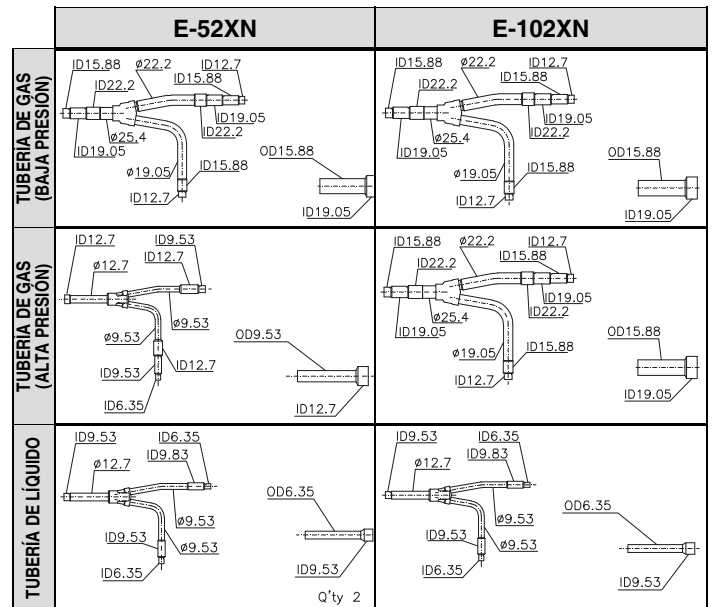 E-52XN
E-102XN
TUBERÍA DE GAS
(BAJA PRESIÓN)
ID15.88
ø22.2
ID12.7
ID22.2
ID15.88
ø25.4
ID19.05
ID19.05
ID22.2
ø19.05
ID15.88
ID12.7
OD15.88
ID19.05
ID15.88
ø22.2
ID12.7
ID22.2
ID15.88
ø25.4
ID19.05
ID19.05
ID22.2
ø19.05
ID15.88
ID12.7
OD15.88
ID19.05
TUBERÍA DE GAS
(ALTA PRESIÓN)
ID12.7
ID9.53
ID12.7
ø12.7
ø9.53
ø9.53
ID12.7
ID9.53
ID6.35
OD9.53
ID12.7
ID15.88
ø22.2
ID12.7
ID22.2
ID15.88
ø25.4
ID19.05
ID19.05
ID22.2
ø19.05
ID15.88
ID12.7
OD15.88
ID19.05
TUBERÍA DE LÍQUIDO
ID9.53
ID6.35
ID9.83
ø12.7
ø9.53
ID9.53
ø9.53
ID6.35
OD6.35
ID9.53
Q'ty 2
ID9.53
ID6.35
ID9.83
ø12.7
ø9.53
ID9.53
ø9.53
ID6.35
OD6.35
ID9.53